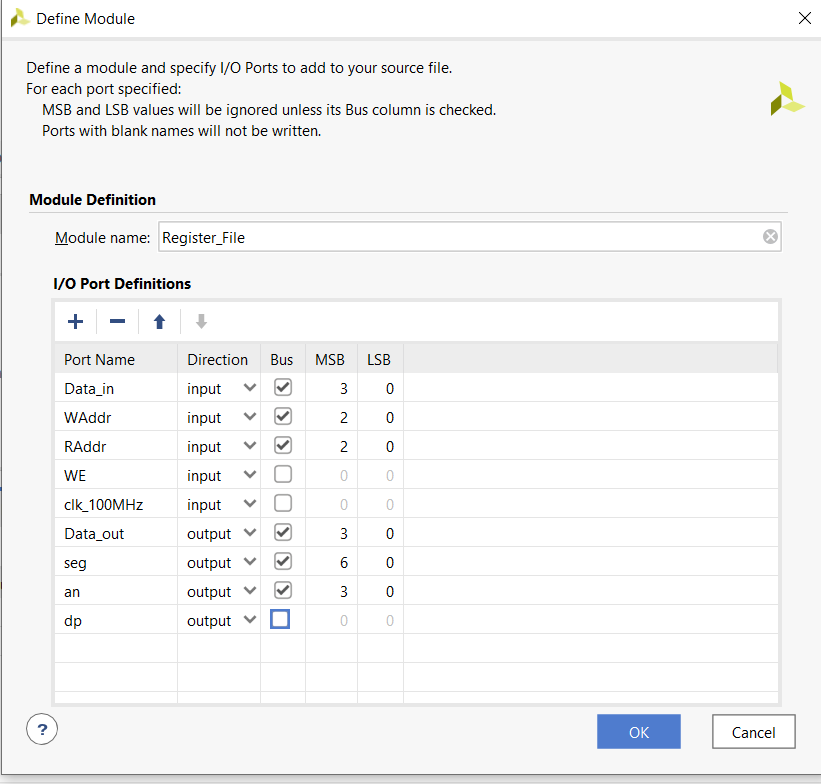 Define Module
Define a module and specify I/O Ports to add to your source file.
For each port specified:
MSB and LSB values will be ignored unless its Bus column is checked.
Ports with blank names will not be written.
Module Definition
Module name: Register_File
I/O Port Definitions
Port Name Direction Bus MSB LSB
Data_in input 3 0
WAddr input 2 0
RAddr input 2 0
WE input 0 0
clk_100MHz input 0 0
Data_out output 3 0
seg output 6 0
an output 3 0
dp output 0 0
? OK Cancel